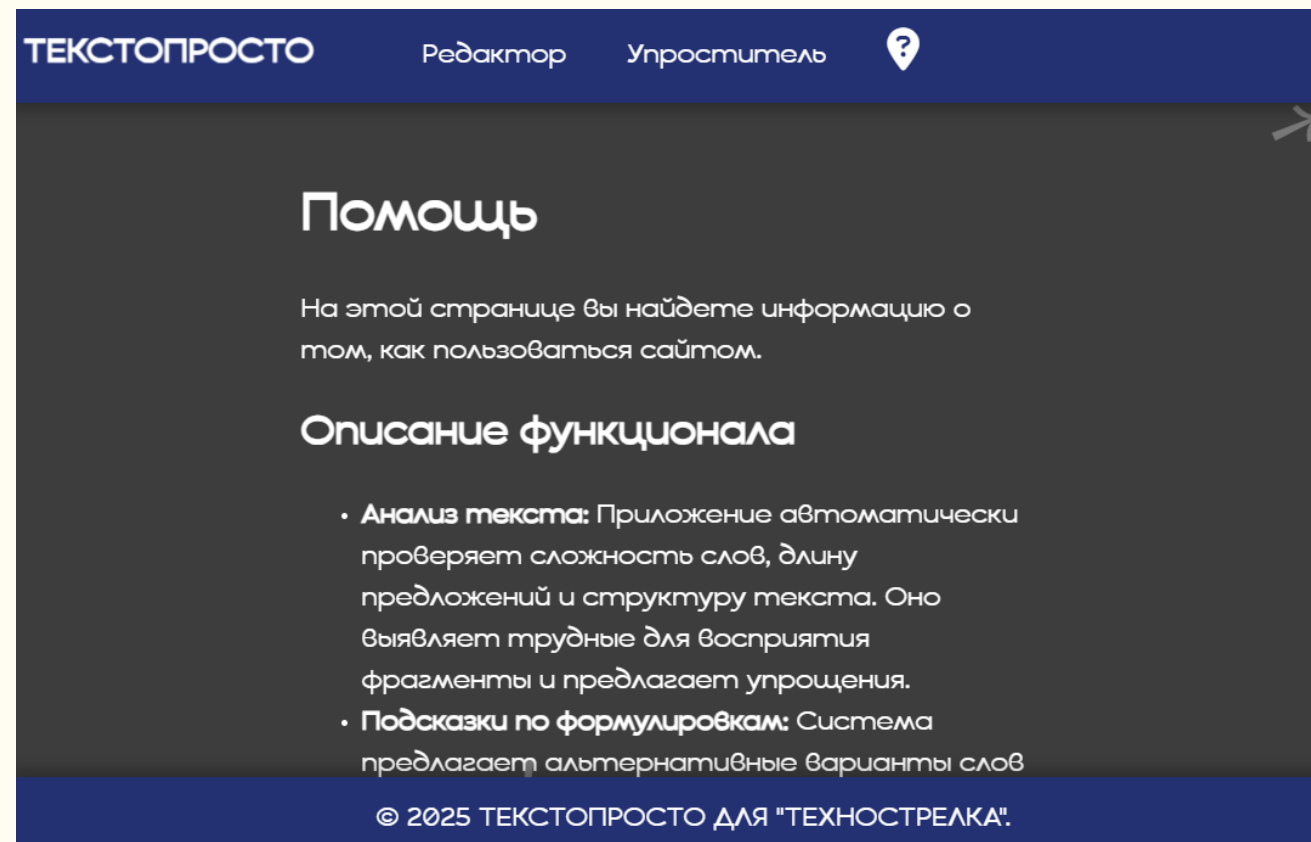 ТЕКСТОПРОСТО Редактор Упроститель ?
Помощь
На этой странице вы найдете информацию о
том, как пользоваться сайтом.
Описание функционала
• Анализ текста: Приложение автоматически
проверяет сложность слов, длину
предложений и структуру текста. Оно
выявляет трудные для восприятия
фрагменты и предлагает упрощения.
• Подсказки по формулировкам: Система
предлагает альтернативные варианты слов
© 2025 ТЕКСТОПРОСТО ДЛЯ "ТЕХНОСТРЕЛКА".